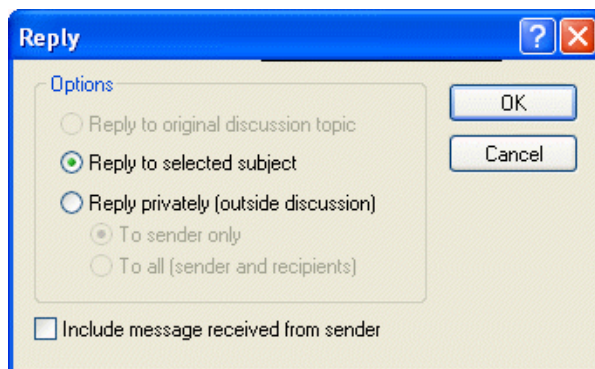 Reply
Options
Reply to original discussion topic
Reply to selected subject
Reply privately (outside discussion)
To sender only
To all (sender and recipients)
Include message received from sender
OK
Cancel